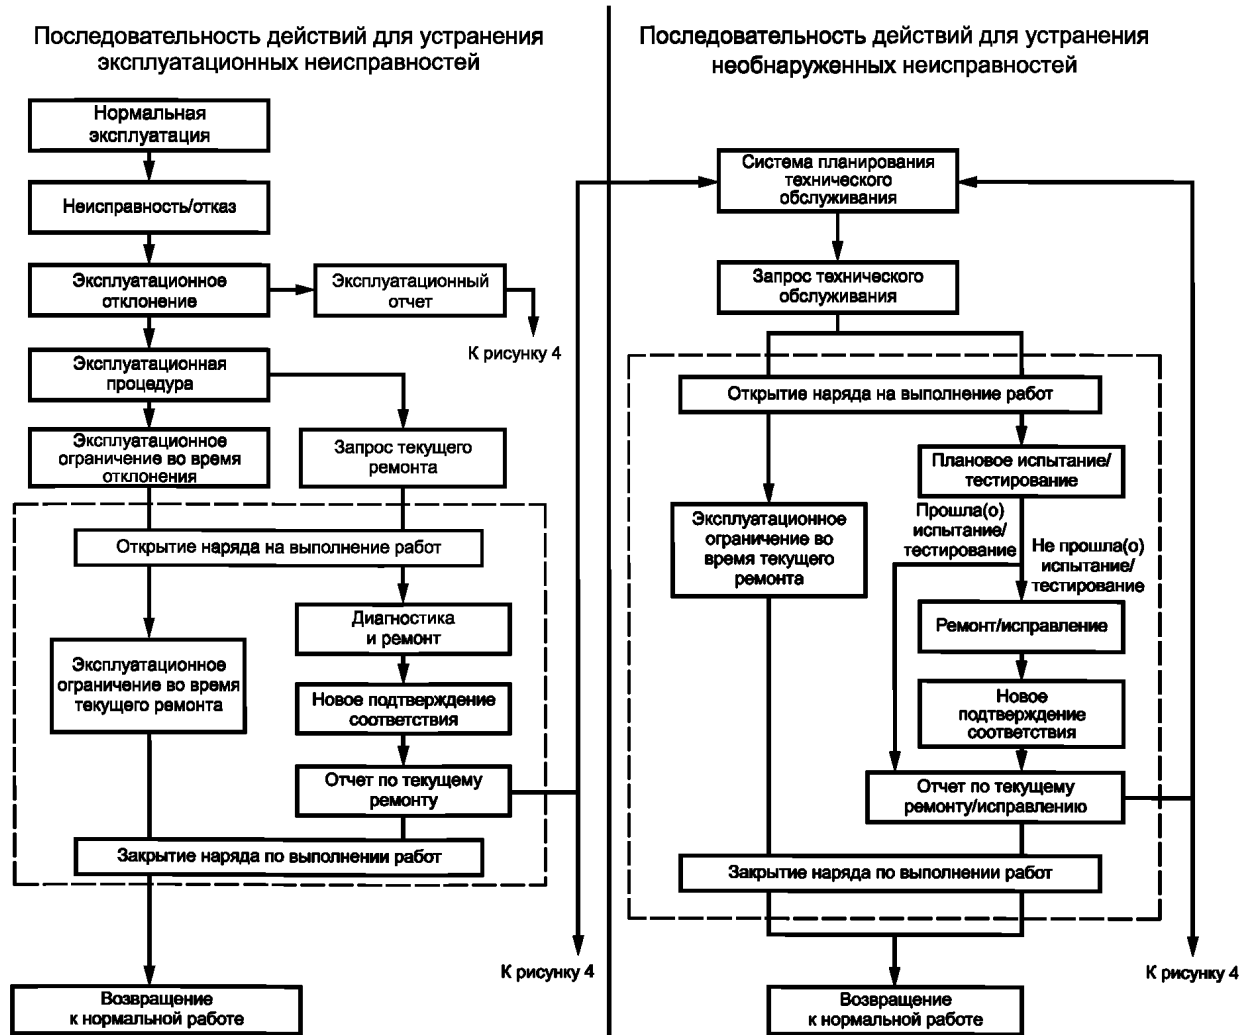 Последовательность действий для устранения
эксплуатационных неисправностей
Нормальная
эксплуатация
Неисправность/отказ
Эксплуатационное
отклонение
Эксплуатационный
отчет
К рисунку 4
Эксплуатационная
процедура
Эксплуатационное
ограничение во время
отклонения
Запрос текущего
ремонта
Открытие наряда на выполнение работ
Диагностика
и ремонт
Эксплуатационное
ограничение во время
текущего ремонта
Новое подтверждение
соответствия
Отчет по текущему
ремонту
Закрытие наряда по выполнении работ
К рисунку 4
Возвращение
к нормальной работе
Последовательность действий для устранения
необнаруженных неисправностей
Система планирования
технического
обслуживания
Запрос технического
обслуживания
Открытие наряда на выполнение работ
Плановое испытание/
тестирование
Эксплуатационное
ограничение во
время текущего
ремонта
Прошла(о)
испытание/
тестирование
Не прошла(о)
испытание/
тестирование
Ремонт/исправление
Новое
подтверждение
соответствия
Отчет по текущему
ремонту/исправлению
Закрытие наряда по выполнении работ
К рисунку 4
Возвращение
к нормальной работе